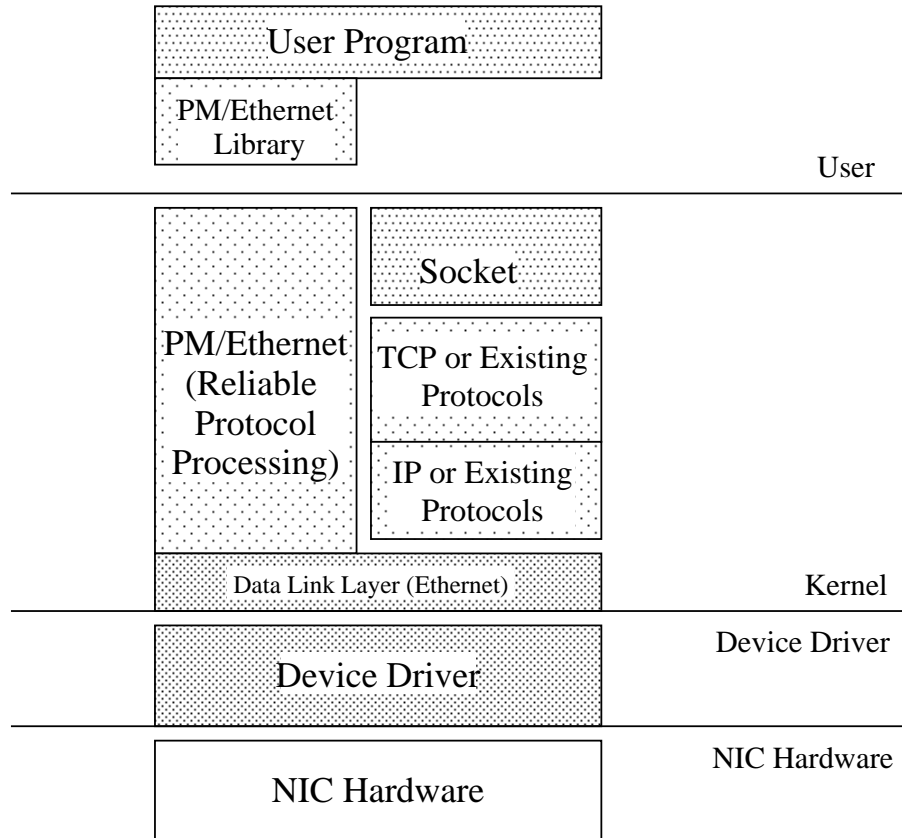 User Program
PM/Ethernet
Library
User
Socket
PM/Ethernet
(Reliable
Protocol
Processing)
TCP or Existing
Protocols
IP or Existing
Protocols
Data Link Layer (Ethernet)
Kernel
Device Driver
Device Driver
NIC Hardware
NIC Hardware